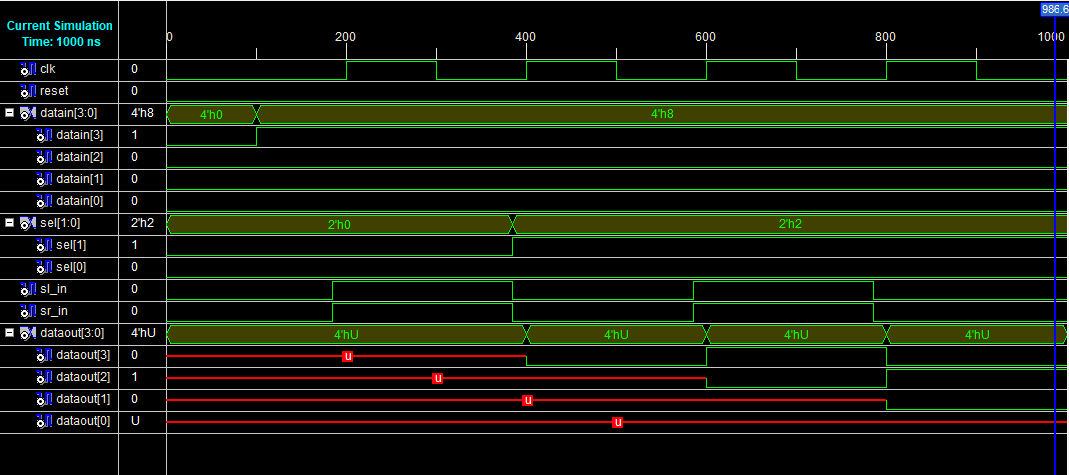 986.6
Current Simulation
Time: 1000 ns
0 200 400 600 800 1000
clk 0
reset 0
datain[3:0] 4'h8 4'h0 4'h8
datain[3] 1
datain[2] 0
datain[1] 0
datain[0] 0
sel[1:0] 2'h2 2'h0 2'h2
sel[1] 1
sel[0] 0
sl_in 0
sr_in 0
dataout[3:0] 4'hU 4'hU 4'hU 4'hU 4'hU
dataout[3] 0 u
dataout[2] 1 u
dataout[1] 0 u
dataout[0] U u